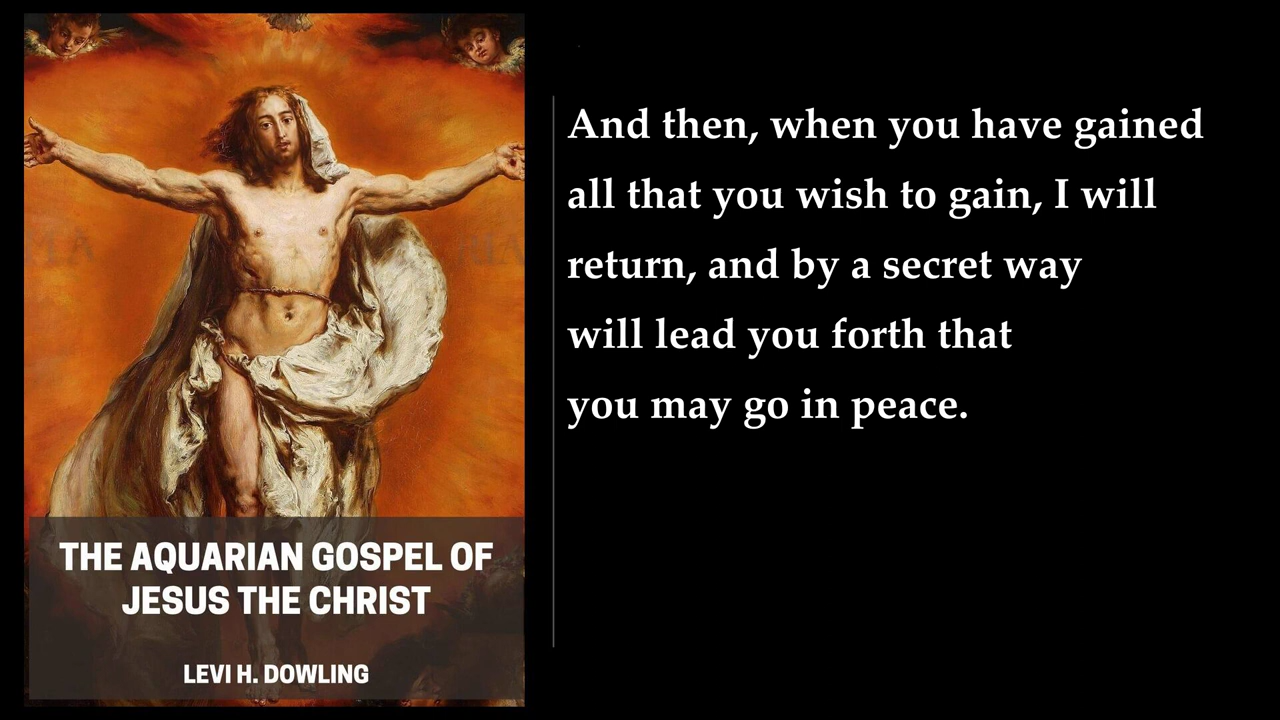 THE AQUARIAN GOSPEL OF
JESUS THE CHRIST
LEVI H. DOWLING
And then, when you have gained
all that you wish to gain, I will
return, and by a secret way
will lead you forth that
you may go in peace.